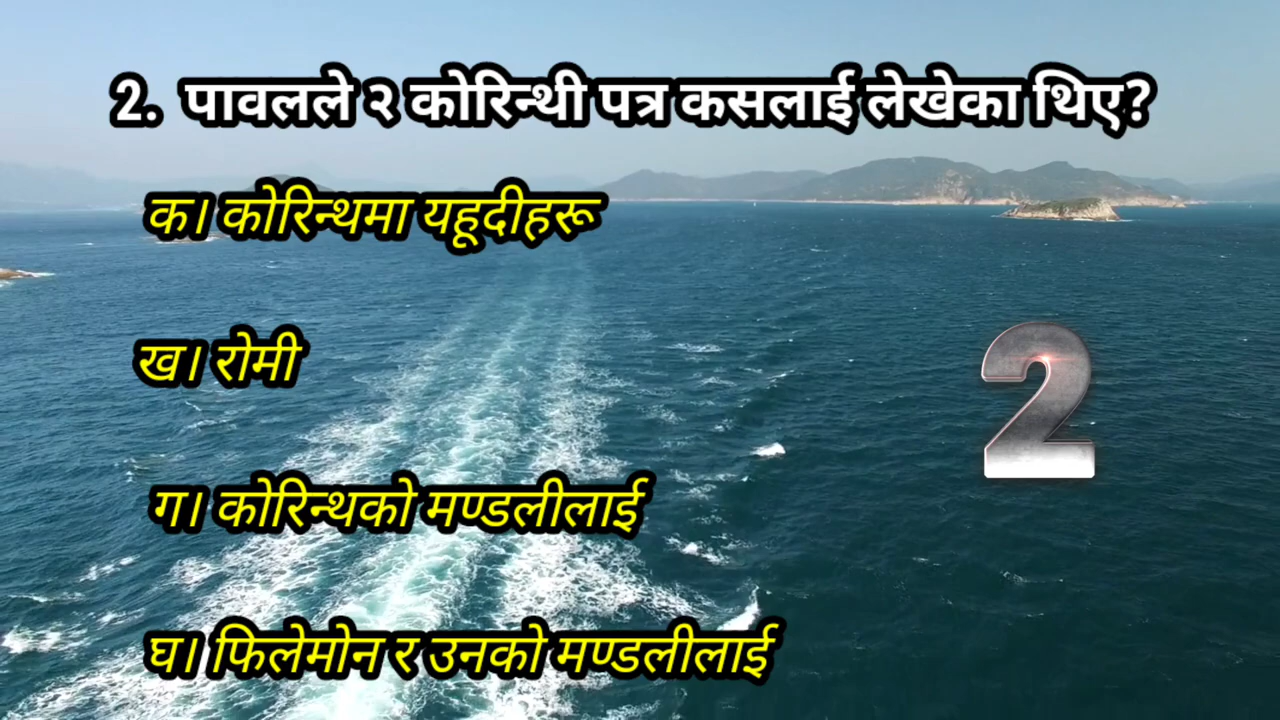 2. पावलले २ कोरिन्थी पत्र कसलाई लेखेका थिए?
क। कोरिन्थमा यहूदीहरू
ख। रोमी
2
ग। कोरिन्थको मण्डलीलाई
घ। फिलेमोन र उनको मण्डलीलाई